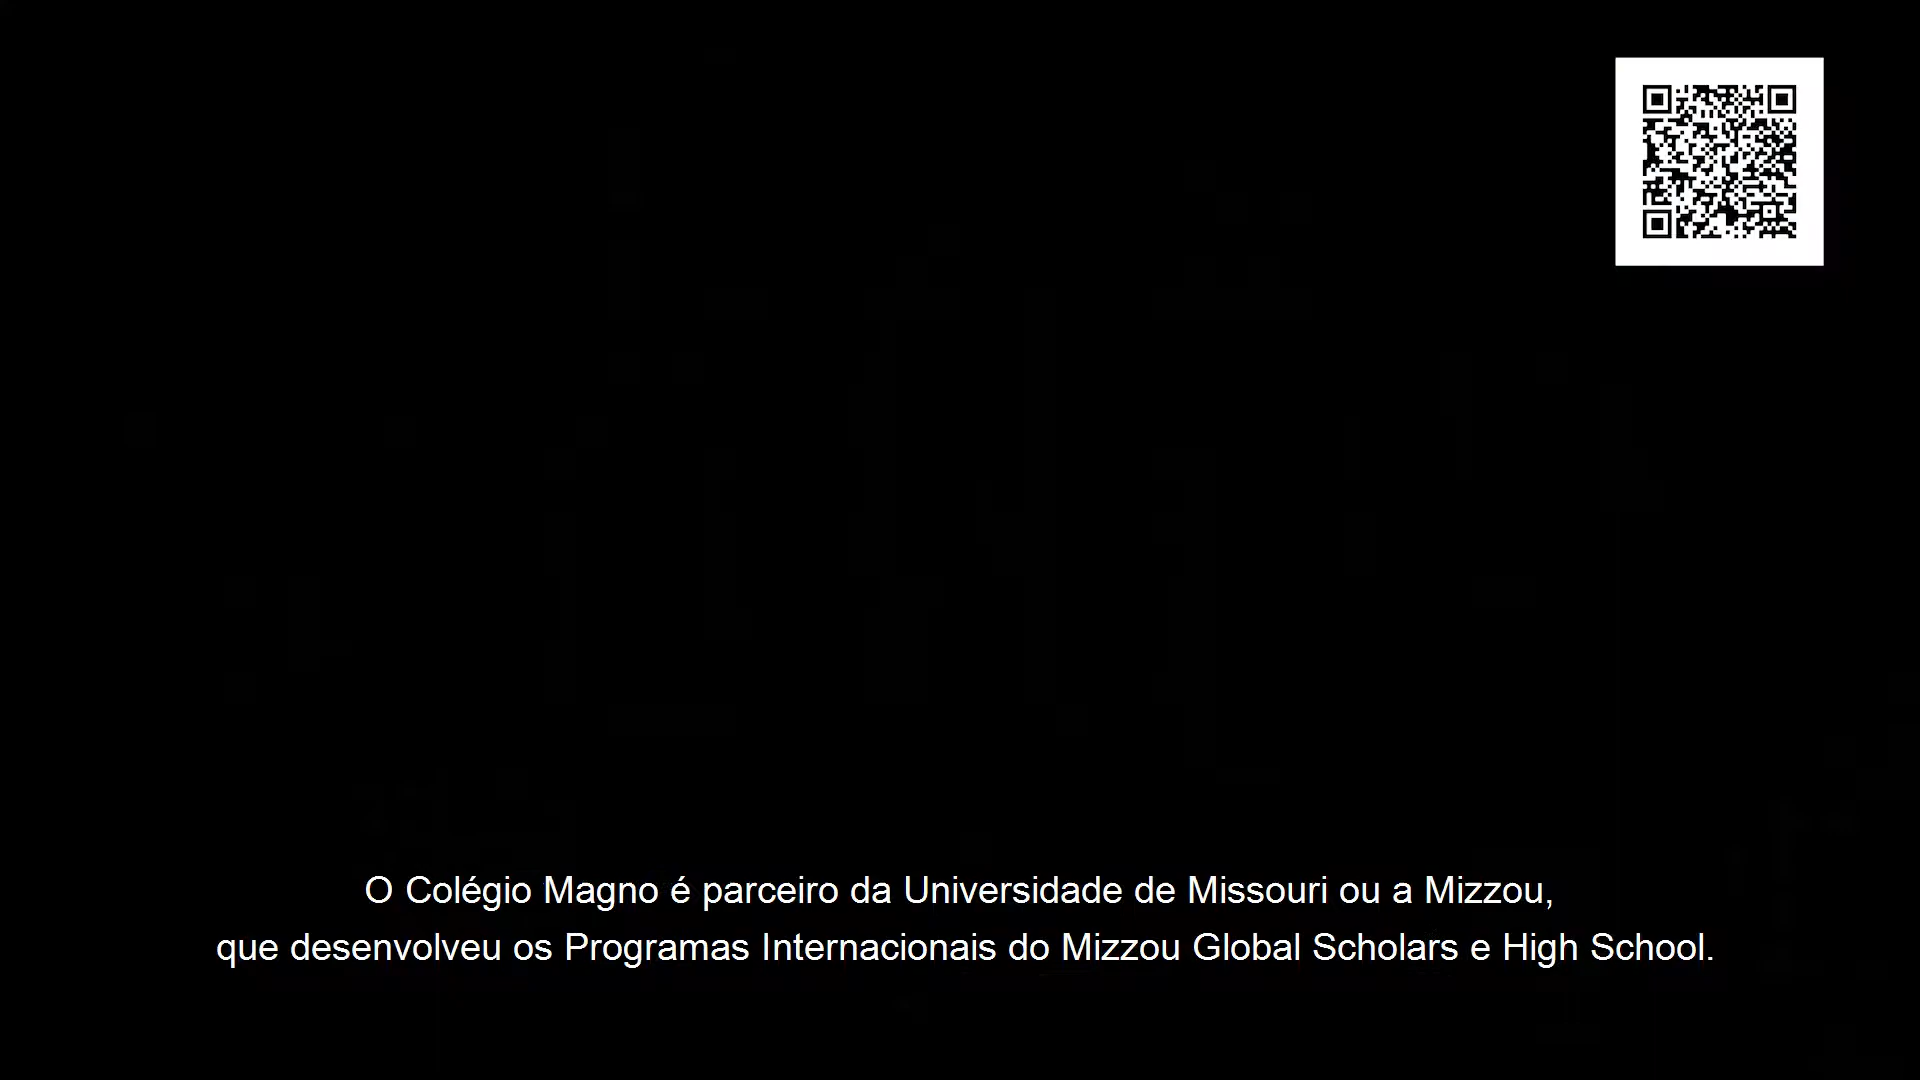 O Colégio Magno é parceiro da Universidade de Missouri ou a Mizzou,
que desenvolveu os Programas Internacionais do Mizzou Global Scholars e High School.